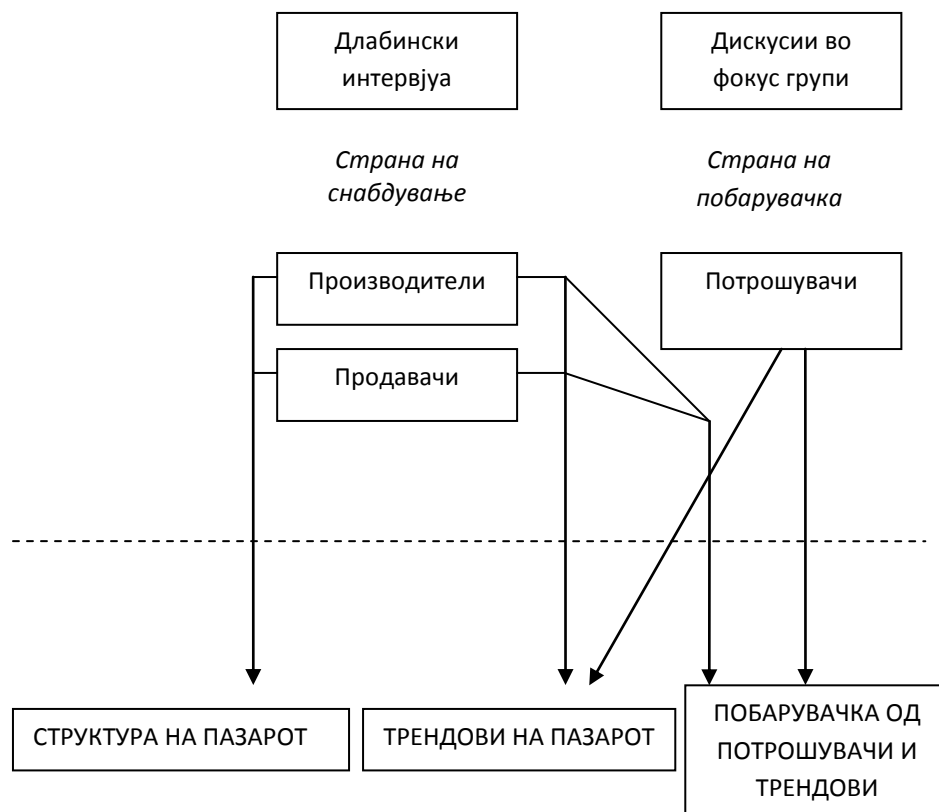 Длабински
интервјуа
Дискусии во
фокус групи
Страна на
снабдување
Страна на
побарувачка
Производители
Потрошувачи
Продавачи
СТРУКТУРА НА ПАЗАРОТ
ТРЕНДОВИ НА ПАЗАРОТ
ПОБАРУВАЧКА ОД
ПОТРОШУВАЧИ И
ТРЕНДОВИ